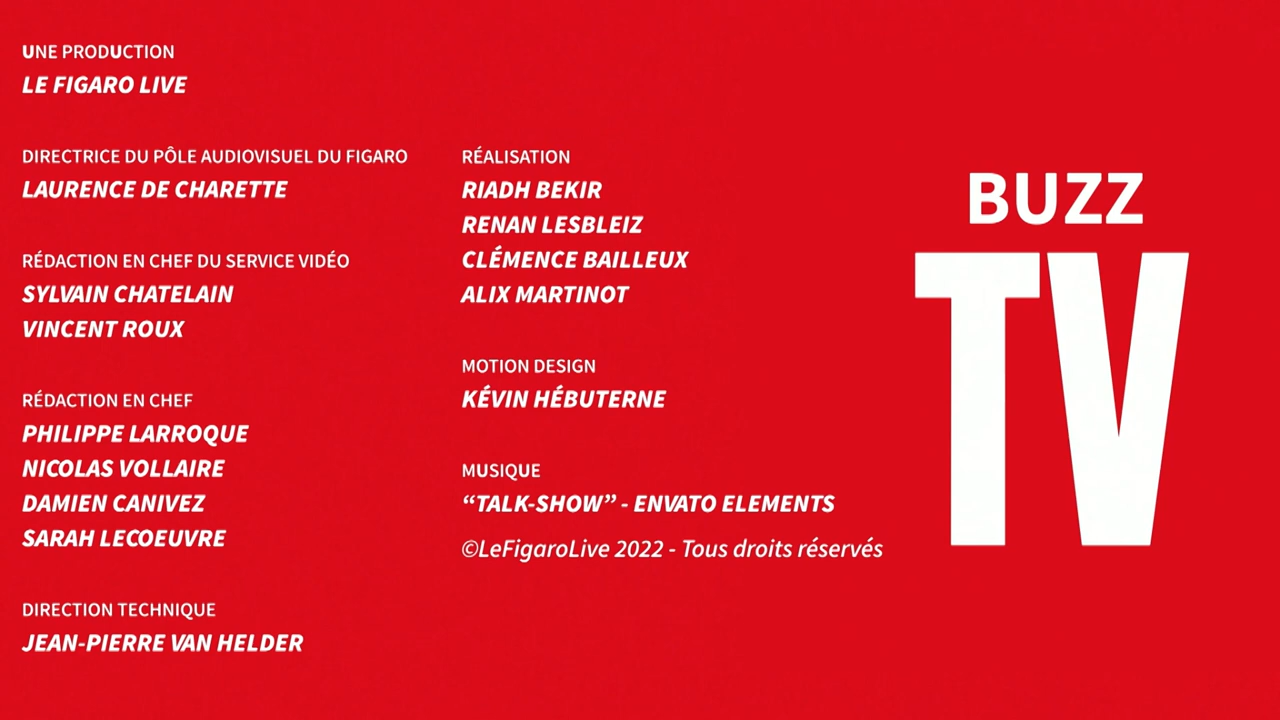 UNE PRODUCTION
LE FIGARO LIVE
DIRECTRICE DU PÔLE AUDIOVISUEL DU FIGARO
LAURENCE DE CHARETTE
RÉDACTION EN CHEF DU SERVICE VIDÉO
SYLVAIN CHATELAIN
VINCENT ROUX
RÉDACTION EN CHEF
PHILIPPE LARROQUE
NICOLAS VOLLAIRE
DAMIEN CANIVEZ
SARAH LECOEUVRE
DIRECTION TECHNIQUE
JEAN-PIERRE VAN HELDER
RÉALISATION
RIADH BEKIR
RENAN LESBLEIZ
CLÉMENCE BAILLEUX
ALIX MARTINOT
MOTION DESIGN
KÉVIN HÉBUTERNE
MUSIQUE
“TALK-SHOW” - ENVATO ELEMENTS
©LeFigaroLive 2022 - Tous droits réservés
BUZZ
TV